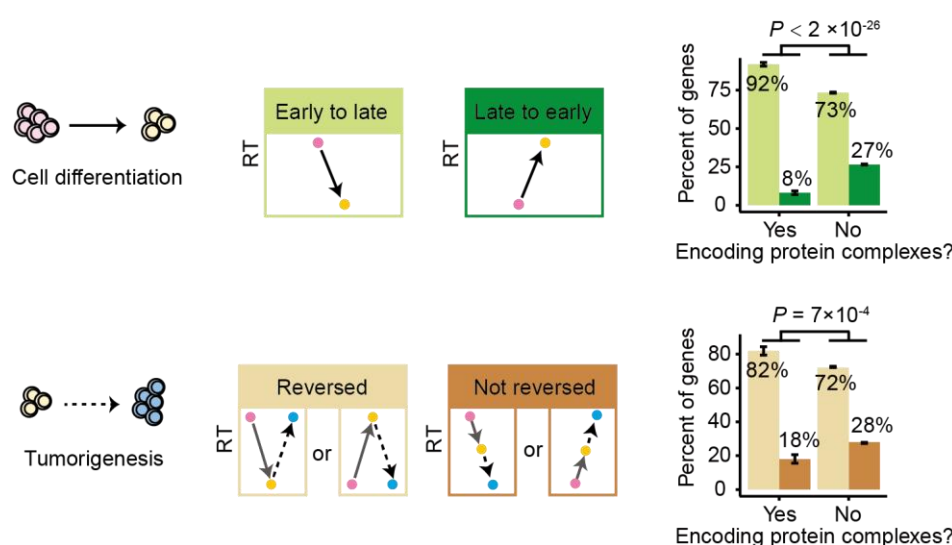 Cell differentiation
RT
Early to late
RT
Late to early
P < 2 ×10⁻²⁶
Percent of genes
75
50
25
0
92%
8%
73%
27%
Yes No
Encoding protein complexes?
Tumorigenesis
RT
Reversed
or
RT
Not reversed
or
P = 7×10⁻⁴
Percent of genes
80
60
40
20
0
82%
18%
72%
28%
Yes No
Encoding protein complexes?